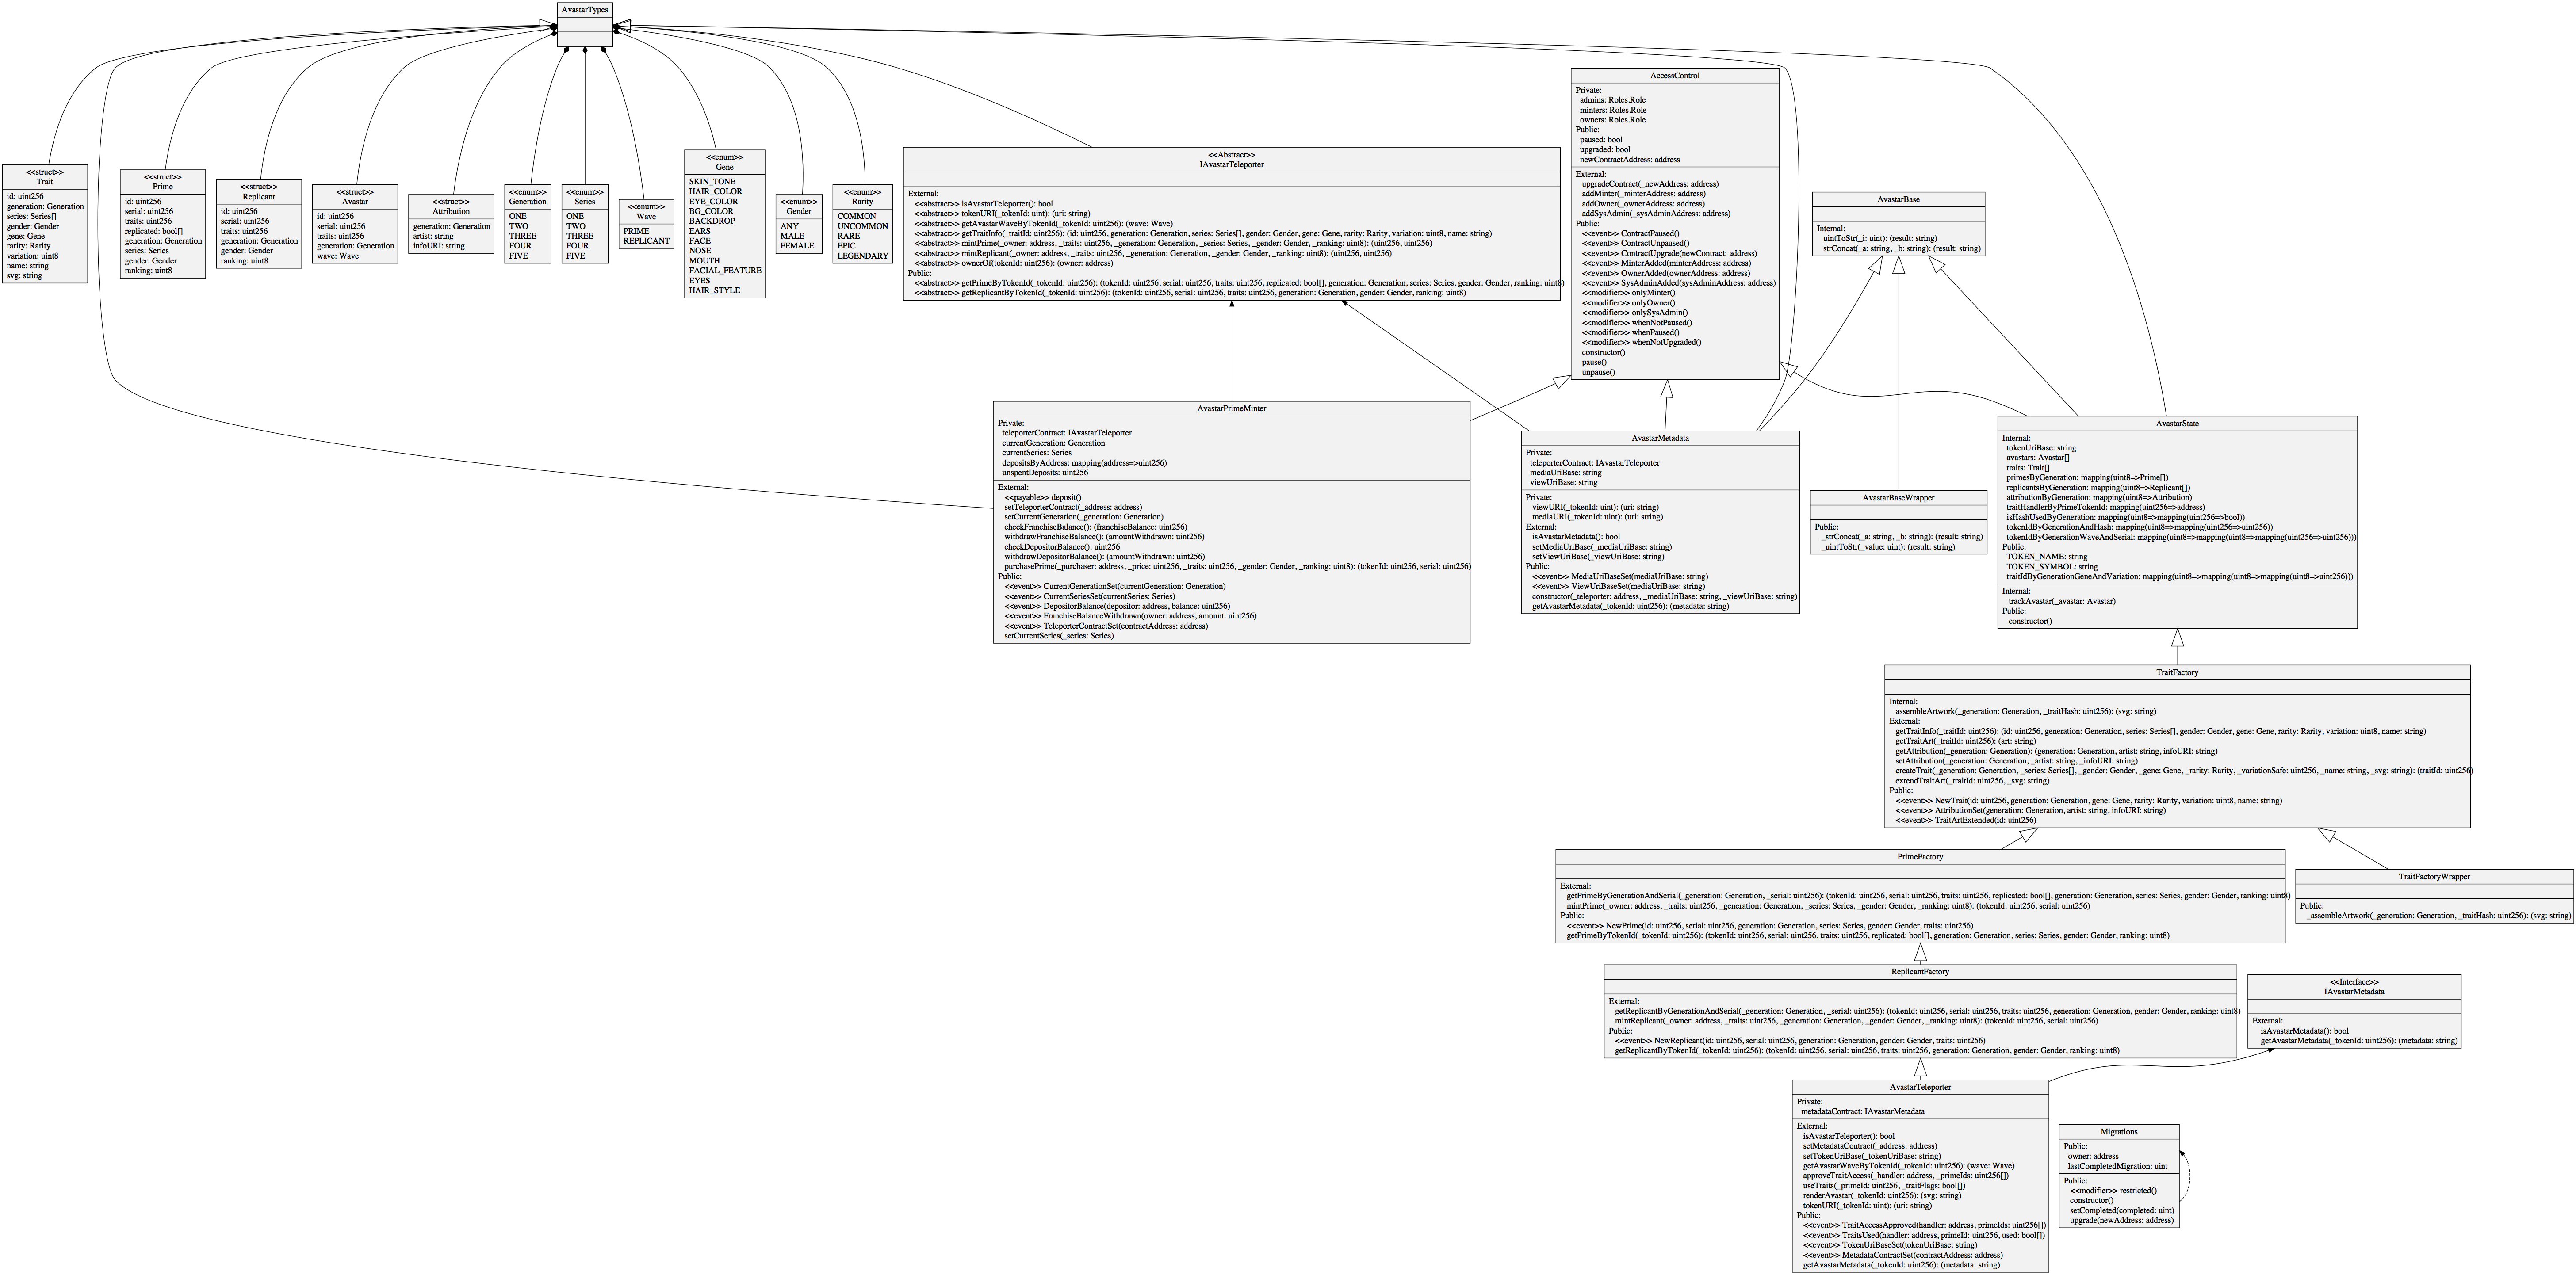 AvastarTypes
<<struct>>
Trait
id: uint256
generation: Generation
series: Series[]
gender: Gender
gene: Gene
rarity: Rarity
variation: uint8
name: string
svg: string
<<struct>>
Prime
id: uint256
serial: uint256
traits: uint256
replicated: bool[]
generation: Generation
series: Series
gender: Gender
ranking: uint8
<<struct>>
Replicant
id: uint256
serial: uint256
traits: uint256
generation: Generation
gender: Gender
ranking: uint8
<<struct>>
Avastar
id: uint256
serial: uint256
traits: uint256
generation: Generation
wave: Wave
<<struct>>
Attribution
generation: Generation
artist: string
infoURI: string
<<enum>>
Generation
ONE
TWO
THREE
FOUR
FIVE
<<enum>>
Series
ONE
TWO
THREE
FOUR
FIVE
<<enum>>
Wave
PRIME
REPLICANT
<<enum>>
Gene
SKIN_TONE
HAIR_COLOR
EYE_COLOR
BG_COLOR
BACKDROP
EARS
FACE
NOSE
MOUTH
FACIAL_FEATURE
EYES
HAIR_STYLE
<<enum>>
Gender
ANY
MALE
FEMALE
<<enum>>
Rarity
COMMON
UNCOMMON
RARE
EPIC
LEGENDARY
<<Abstract>>
IAvastarTeleporter
External:
<<abstract>> isAvastarTeleporter(): bool
<<abstract>> tokenURI(_tokenId: uint): (uri: string)
<<abstract>> getAvastarWaveByTokenId(_tokenId: uint256): (wave: Wave)
<<abstract>> getTraitInfo(_traitId: uint256): (id: uint256, generation: Generation, series: Series[], gender: Gender, gene: Gene, rarity: Rarity, variation: uint8, name: string)
<<abstract>> mintPrime(_owner: address, _traits: uint256, _generation: Generation, _series: Series, _gender: Gender, _ranking: uint8): (uint256, uint256)
<<abstract>> mintReplicant(_owner: address, _traits: uint256, _generation: Generation, _gender: Gender, _ranking: uint8): (uint256, uint256)
<<abstract>> ownerOf(tokenId: uint256): (owner: address)
Public:
<<abstract>> getPrimeByTokenId(_tokenId: uint256): (tokenId: uint256, serial: uint256, traits: uint256, replicated: bool[], generation: Generation, series: Series, gender: Gender, ranking: uint8)
<<abstract>> getReplicantByTokenId(_tokenId: uint256): (tokenId: uint256, serial: uint256, traits: uint256, generation: Generation, gender: Gender, ranking: uint8)
AccessControl
Private:
admins: Roles.Role
minters: Roles.Role
owners: Roles.Role
Public:
paused: bool
upgraded: bool
newContractAddress: address
External:
upgradeContract(_newAddress: address)
addMinter(_minterAddress: address)
addOwner(_ownerAddress: address)
addSysAdmin(_sysAdminAddress: address)
Public:
<<event>> ContractPaused()
<<event>> ContractUnpaused()
<<event>> ContractUpgrade(newContract: address)
<<event>> MinterAdded(minterAddress: address)
<<event>> OwnerAdded(ownerAddress: address)
<<event>> SysAdminAdded(sysAdminAddress: address)
<<modifier>> onlyMinter()
<<modifier>> onlyOwner()
<<modifier>> onlySysAdmin()
<<modifier>> whenNotPaused()
<<modifier>> whenPaused()
<<modifier>> whenNotUpgraded()
constructor()
pause()
unpause()
AvastarBase
Internal:
uintToStr(_i: uint): (result: string)
strConcat(_a: string, _b: string): (result: string)
AvastarPrimeMinter
Private:
teleporterContract: IAvastarTeleporter
currentGeneration: Generation
currentSeries: Series
depositsByAddress: mapping(address=>uint256)
unspentDeposits: uint256
External:
<<payable>> deposit()
setTeleporterContract(_address: address)
setCurrentGeneration(_generation: Generation)
checkFranchiseBalance(): (franchiseBalance: uint256)
withdrawFranchiseBalance(): (amountWithdrawn: uint256)
checkDepositorBalance(): uint256
withdrawDepositorBalance(): (amountWithdrawn: uint256)
purchasePrime(_purchaser: address, _price: uint256, _traits: uint256, _gender: Gender, _ranking: uint8): (tokenId: uint256, serial: uint256)
Public:
<<event>> CurrentGenerationSet(currentGeneration: Generation)
<<event>> CurrentSeriesSet(currentSeries: Series)
<<event>> DepositorBalance(depositor: address, balance: uint256)
<<event>> FranchiseBalanceWithdrawn(owner: address, amount: uint256)
<<event>> TeleporterContractSet(contractAddress: address)
setCurrentSeries(_series: Series)
AvastarMetadata
Private:
teleporterContract: IAvastarTeleporter
mediaUriBase: string
viewUriBase: string
Private:
viewURI(_tokenId: uint): (uri: string)
mediaURI(_tokenId: uint): (uri: string)
External:
isAvastarMetadata(): bool
setMediaUriBase(_mediaUriBase: string)
setViewUriBase(_viewUriBase: string)
Public:
<<event>> MediaUriBaseSet(mediaUriBase: string)
<<event>> ViewUriBaseSet(mediaUriBase: string)
constructor(_teleporter: address, _mediaUriBase: string, _viewUriBase: string)
getAvastarMetadata(_tokenId: uint256): (metadata: string)
AvastarBaseWrapper
Public:
_strConcat(_a: string, _b: string): (result: string)
_uintToStr(_value: uint): (result: string)
AvastarState
Internal:
tokenUriBase: string
avastars: Avastar[]
traits: Trait[]
primesByGeneration: mapping(uint8=>Prime[])
replicantsByGeneration: mapping(uint8=>Replicant[])
attributionByGeneration: mapping(uint8=>Attribution)
traitHandlerByPrimeTokenId: mapping(uint256=>address)
isHashUsedByGeneration: mapping(uint8=>mapping(uint256=>bool))
tokenIdByGenerationAndHash: mapping(uint8=>mapping(uint256=>uint256))
tokenIdByGenerationWaveAndSerial: mapping(uint8=>mapping(uint8=>mapping(uint256=>uint256)))
Public:
TOKEN_NAME: string
TOKEN_SYMBOL: string
traitIdByGenerationGeneAndVariation: mapping(uint8=>mapping(uint8=>mapping(uint8=>uint256)))
Internal:
trackAvastar(_avastar: Avastar)
Public:
constructor()
TraitFactory
Internal:
assembleArtwork(_generation: Generation, _traitHash: uint256): (svg: string)
External:
getTraitInfo(_traitId: uint256): (id: uint256, generation: Generation, series: Series[], gender: Gender, gene: Gene, rarity: Rarity, variation: uint8, name: string)
getTraitArt(_traitId: uint256): (art: string)
getAttribution(_generation: Generation): (generation: Generation, artist: string, infoURI: string)
setAttribution(_generation: Generation, _artist: string, _infoURI: string)
createTrait(_generation: Generation, _series: Series[], _gender: Gender, _gene: Gene, _rarity: Rarity, _variationSafe: uint256, _name: string, _svg: string): (traitId: uint256)
extendTraitArt(_traitId: uint256, _svg: string)
Public:
<<event>> NewTrait(id: uint256, generation: Generation, gene: Gene, rarity: Rarity, variation: uint8, name: string)
<<event>> AttributionSet(generation: Generation, artist: string, infoURI: string)
<<event>> TraitArtExtended(id: uint256)
PrimeFactory
External:
getPrimeByGenerationAndSerial(_generation: Generation, _serial: uint256): (tokenId: uint256, serial: uint256, traits: uint256, replicated: bool[], generation: Generation, series: Series, gender: Gender, ranking: uint8)
mintPrime(_owner: address, _traits: uint256, _generation: Generation, _series: Series, _gender: Gender, _ranking: uint8): (tokenId: uint256, serial: uint256)
Public:
<<event>> NewPrime(id: uint256, serial: uint256, generation: Generation, series: Series, gender: Gender, traits: uint256)
getPrimeByTokenId(_tokenId: uint256): (tokenId: uint256, serial: uint256, traits: uint256, replicated: bool[], generation: Generation, series: Series, gender: Gender, ranking: uint8)
TraitFactoryWrapper
Public:
_assembleArtwork(_generation: Generation, _traitHash: uint256): (svg: string)
ReplicantFactory
External:
getReplicantByGenerationAndSerial(_generation: Generation, _serial: uint256): (tokenId: uint256, serial: uint256, traits: uint256, generation: Generation, gender: Gender, ranking: uint8)
mintReplicant(_owner: address, _traits: uint256, _generation: Generation, _gender: Gender, _ranking: uint8): (tokenId: uint256, serial: uint256)
Public:
<<event>> NewReplicant(id: uint256, serial: uint256, generation: Generation, gender: Gender, traits: uint256)
getReplicantByTokenId(_tokenId: uint256): (tokenId: uint256, serial: uint256, traits: uint256, generation: Generation, gender: Gender, ranking: uint8)
<<Interface>>
IAvastarMetadata
External:
isAvastarMetadata(): bool
getAvastarMetadata(_tokenId: uint256): (metadata: string)
AvastarTeleporter
Private:
metadataContract: IAvastarMetadata
External:
isAvastarTeleporter(): bool
setMetadataContract(_address: address)
setTokenUriBase(_tokenUriBase: string)
getAvastarWaveByTokenId(_tokenId: uint256): (wave: Wave)
approveTraitAccess(_handler: address, _primeIds: uint256[])
useTraits(_primeId: uint256, _traitFlags: bool[])
renderAvastar(_tokenId: uint256): (svg: string)
tokenURI(_tokenId: uint): (uri: string)
Public:
<<event>> TraitAccessApproved(handler: address, primeIds: uint256[])
<<event>> TraitsUsed(handler: address, primeId: uint256, used: bool[])
<<event>> TokenUriBaseSet(tokenUriBase: string)
<<event>> MetadataContractSet(contractAddress: address)
getAvastarMetadata(_tokenId: uint256): (metadata: string)
Migrations
Public:
owner: address
lastCompletedMigration: uint
Public:
<<modifier>> restricted()
constructor()
setCompleted(completed: uint)
upgrade(newAddress: address)